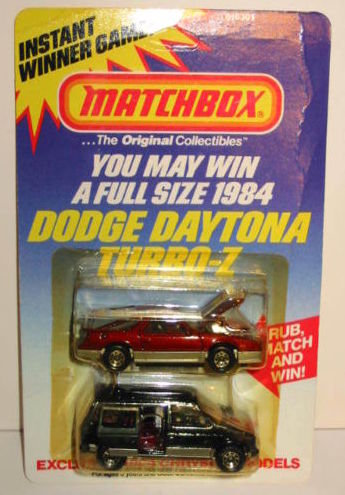 INSTANT
WINNER GAME
MATCHBOX
...The Original Collectibles™
YOU MAY WIN
A FULL SIZE 1984
DODGE DAYTONA
TURBO-Z
RUB,
MATCH
AND
WIN!